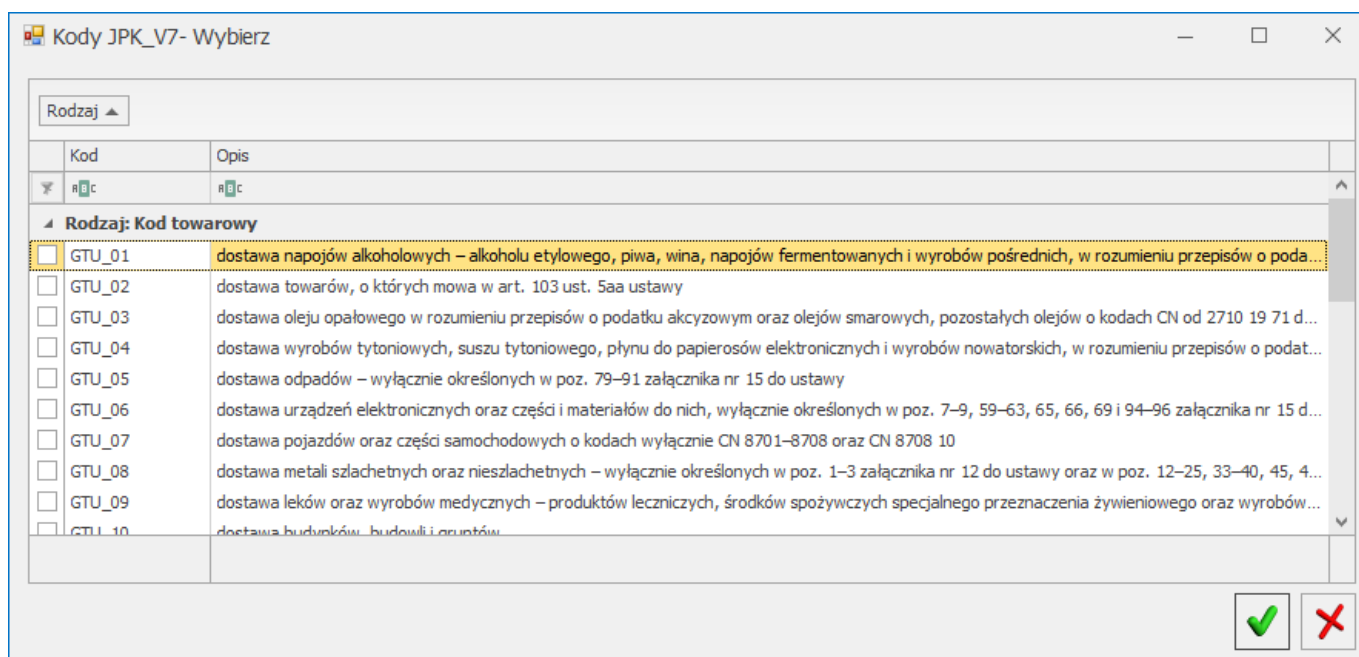 Kody JPK_V7- Wybierz
Rodzaj
Kod Opis
ABC ABC
Rodzaj: Kod towarowy
GTU_01 dostawa napojów alkoholowych – alkoholu etylowego, piwa, wina, napojów fermentowanych i wyrobów pośrednich, w rozumieniu przepisów o poda...
GTU_02 dostawa towarów, o których mowa w art. 103 ust. 5aa ustawy
GTU_03 dostawa oleju opałowego w rozumieniu przepisów o podatku akcyzowym oraz olejów smarowych, pozostałych olejów o kodach CN od 2710 19 71 d...
GTU_04 dostawa wyrobów tytoniowych, suszu tytoniowego, płynu do papierosów elektronicznych i wyrobów nowatorskich, w rozumieniu przepisów o podat...
GTU_05 dostawa odpadów – wyłącznie określonych w poz. 79–91 załącznika nr 15 do ustawy
GTU_06 dostawa urządzeń elektronicznych oraz części i materiałów do nich, wyłącznie określonych w poz. 7–9, 59–63, 65, 66, 69 i 94–96 załącznika nr 15 d...
GTU_07 dostawa pojazdów oraz części samochodowych o kodach wyłącznie CN 8701–8708 oraz CN 8708 10
GTU_08 dostawa metali szlachetnych oraz nieszlachetnych – wyłącznie określonych w poz. 1–3 załącznika nr 12 do ustawy oraz w poz. 12–25, 33–40, 45, 4...
GTU_09 dostawa leków oraz wyrobów medycznych – produktów leczniczych, środków spożywczych specjalnego przeznaczenia żywieniowego oraz wyrobów...
GTU_10 dostawa budynków, budowli i gruntów